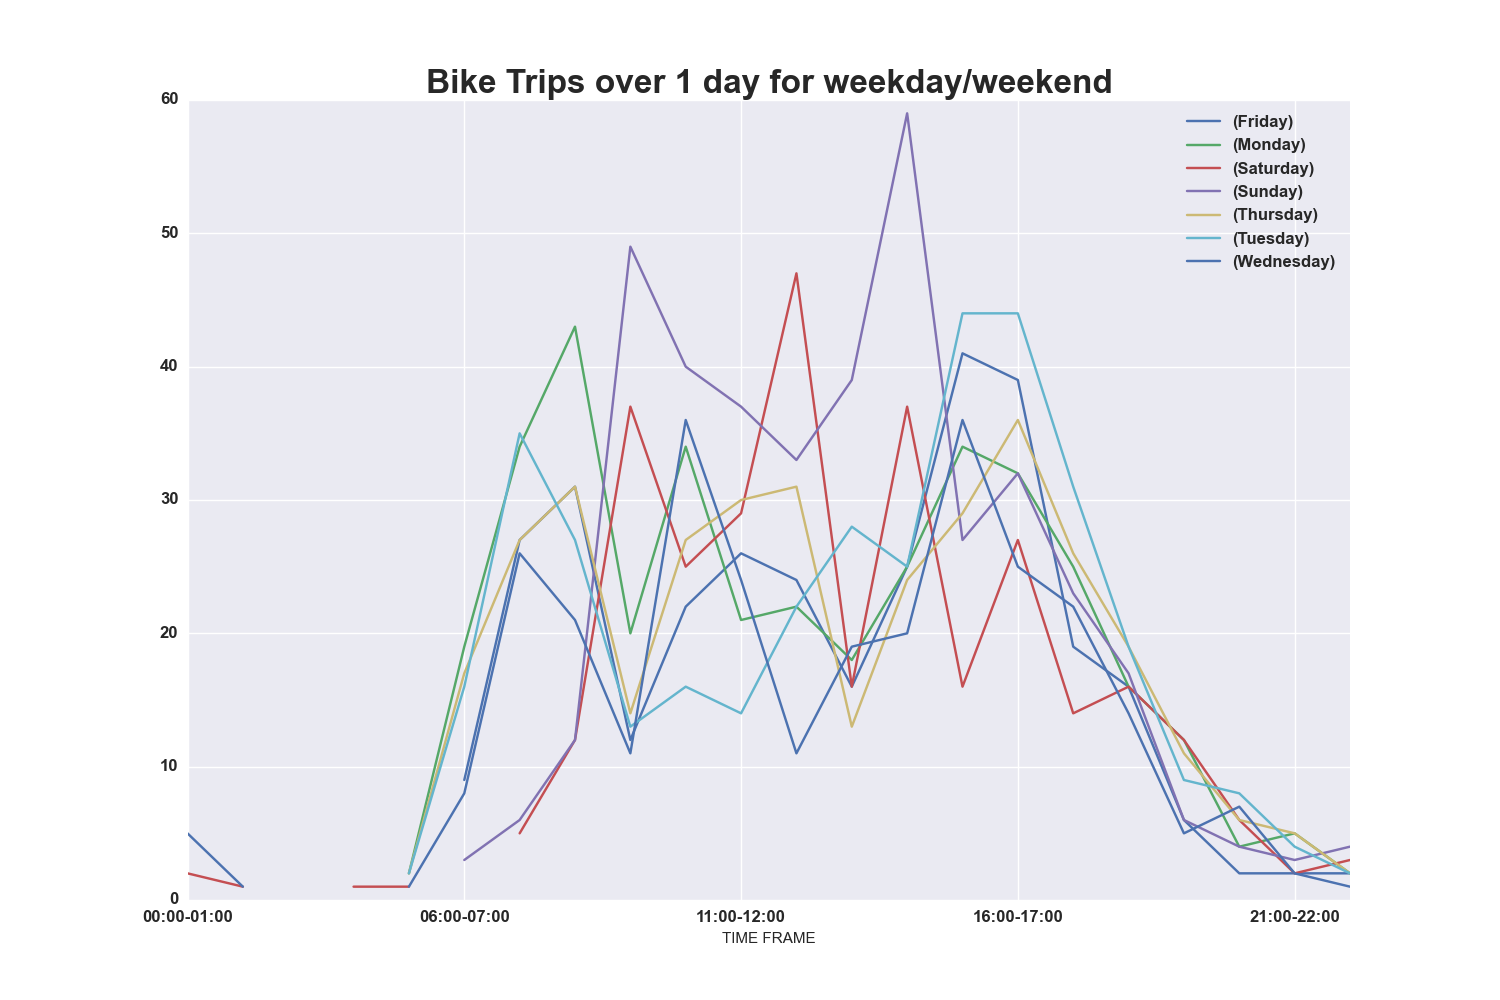 Bike Trips over 1 day for weekday/weekend
60
50
40
30
20
10
0
(Friday)
(Monday)
(Saturday)
(Sunday)
(Thursday)
(Tuesday)
(Wednesday)
00:00-01:00 06:00-07:00 11:00-12:00 16:00-17:00 21:00-22:00
TIME FRAME